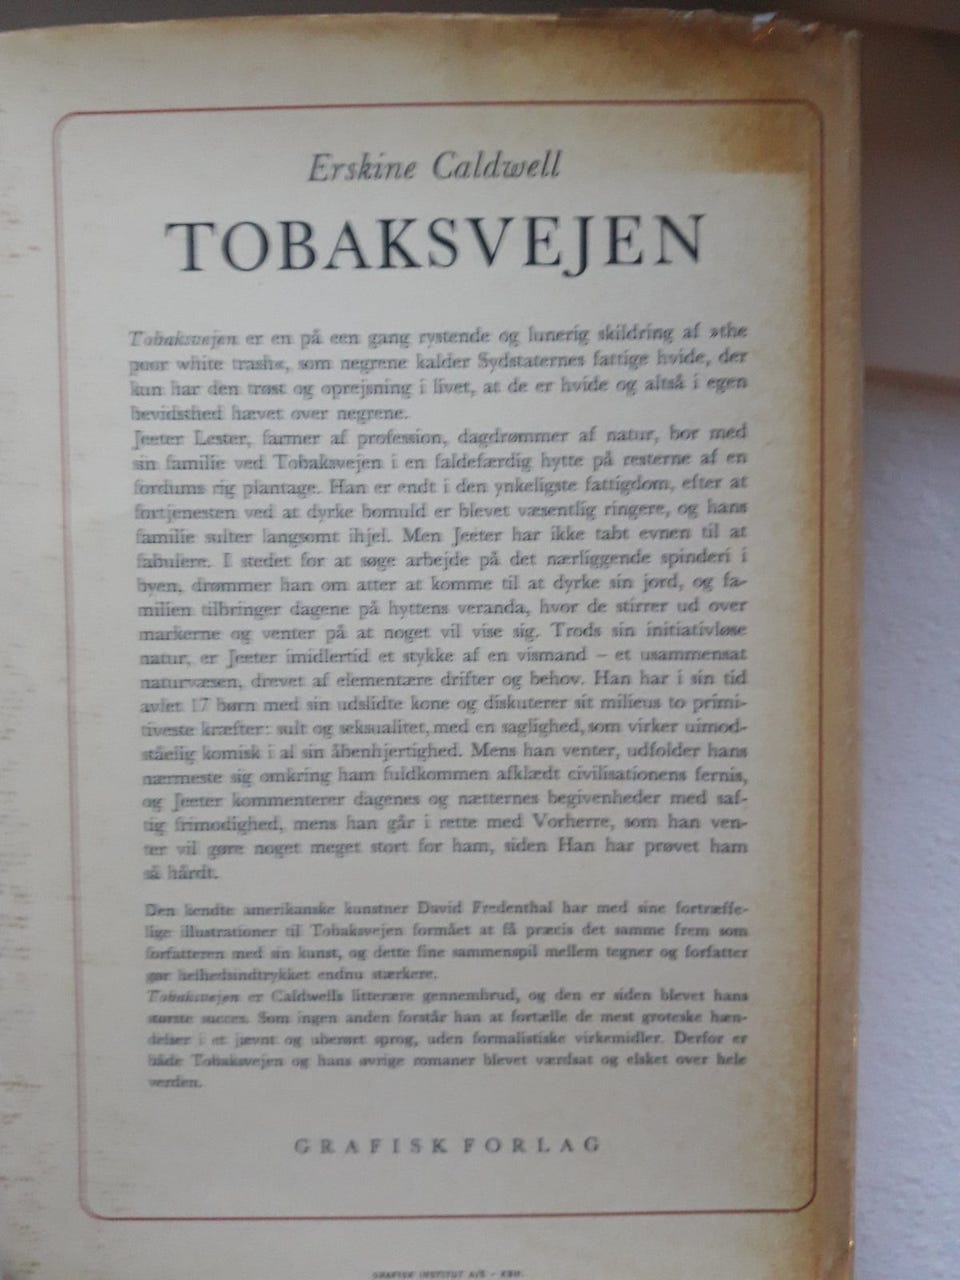 Erskine Caldwell
TOBAKSVEJEN
Tobaksvejen er en på een gang rystende og lunerig skildring af »the
poor white trash«, som negrene kalder Sydstaternes fattige hvide, der
kun har den trøst og oprejsning i livet, at de er hvide og altså i egen
bevidsthed hævet over negrene.
Jeeter Lester, farmer af profession, dagdrømmer af natur, bor med
sin familie ved Tobaksvejen i en faldefærdig hytte på resterne af en
fordums rig plantage. Han er endt i den ynkeligste fattigdom, efter at
fortjenesten ved at dyrke bomuld er blevet væsentlig ringere, og hans
familie sulter langsomt ihjel. Men Jeeter har ikke tabt evnen til at
fabulere. I stedet for at søge arbejde på det nærliggende spinderi i
byen, drømmer han om atter at komme til at dyrke sin jord, og fa-
milien tilbringer dagene på hyttens veranda, hvor de stirrer ud over
markerne og venter på at noget vil vise sig. Trods sin initiativløse
natur, er Jeeter imidlertid et stykke af en vismand – et usammensat
naturvæsen, drevet af elementære drifter og behov. Han har i sin tid
avlet 17 børn med sin udslidte kone og diskuterer sit milieus to primi-
tiveste kræfter: sult og seksualitet, med en saglighed, som virker uimod-
ståelig komisk i al sin åbenhjertighed. Mens han venter, udfolder hans
nærmeste sig omkring ham fuldkommen afklædt civilisationens fernis,
og Jeeter kommenterer dagenes og nætternes begivenheder med saf-
tig frimodighed, mens han går i rette med Vorherre, som han ven-
ter vil gøre noget meget stort for ham, siden Han har prøvet ham
så hårdt.
Den kendte amerikanske kunstner David Fredenthal har med sine fortræffe-
lige illustrationer til Tobaksvejen formået at få præcis det samme frem som
forfatteren med sin kunst, og dette fine sammenspil mellem tegner og forfatter
gør helhedsindtrykket endnu stærkere.
Tobaksvejen er Caldwells litterære gennembrud, og den er siden blevet hans
største succes. Som ingen anden forstår han at fortælle de mest groteske hæn-
delser i et jævnt og uberørt sprog, uden formalistiske virkemidler. Derfor er
både Tobaksvejen og hans øvrige romaner blevet værdsat og elsket over hele
verden.
GRAFISK FORLAG
GRAFISK INSTITUT A/S - KBH.